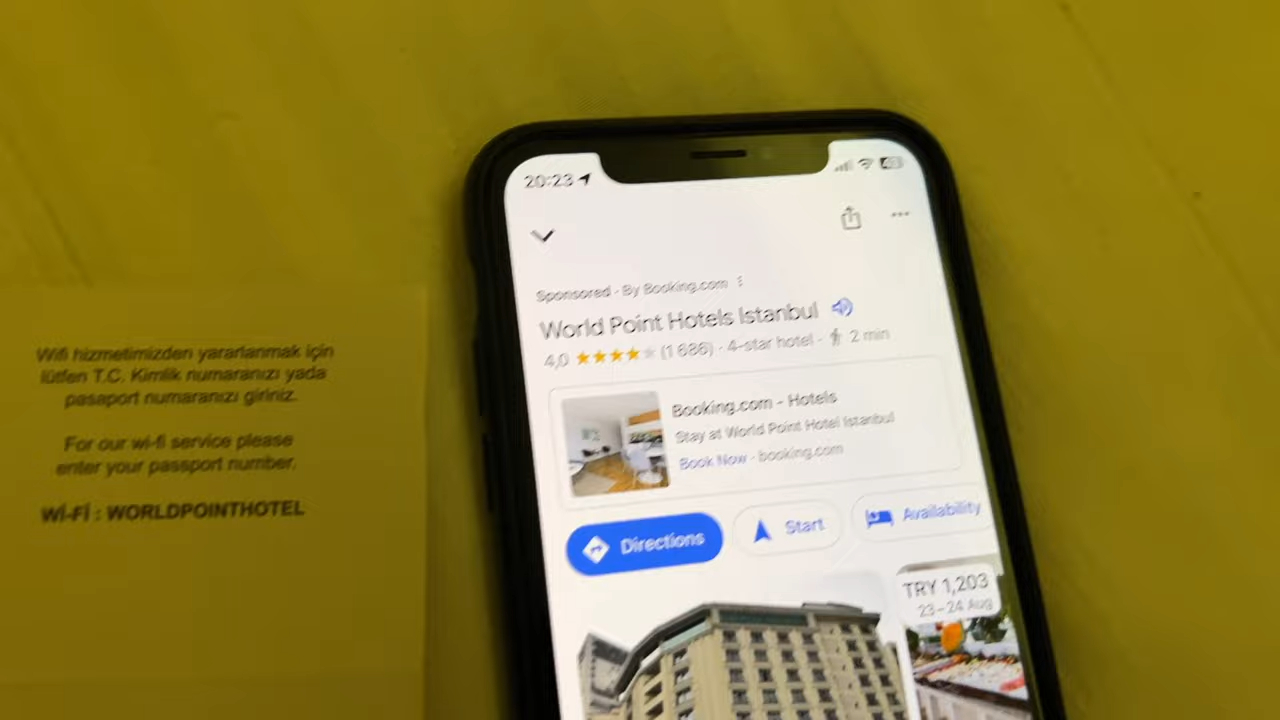 Wifi hizmetimizden yararlanmak için
lütfen T.C. Kimlik numaranızı yada
pasaport numaranızı giriniz.
For our wi-fi service please
enter your passport number.
Wİ-Fİ : WORLDPOINTHOTEL
20:23
Sponsored · By Booking.com
World Point Hotels Istanbul
4,0 (1 686) · 4-star hotel · 2 min
Booking.com - Hotels
Stay at World Point Hotel Istanbul
Book Now · booking.com
Directions
Start
Availability
TRY 1,203
23–24 Aug